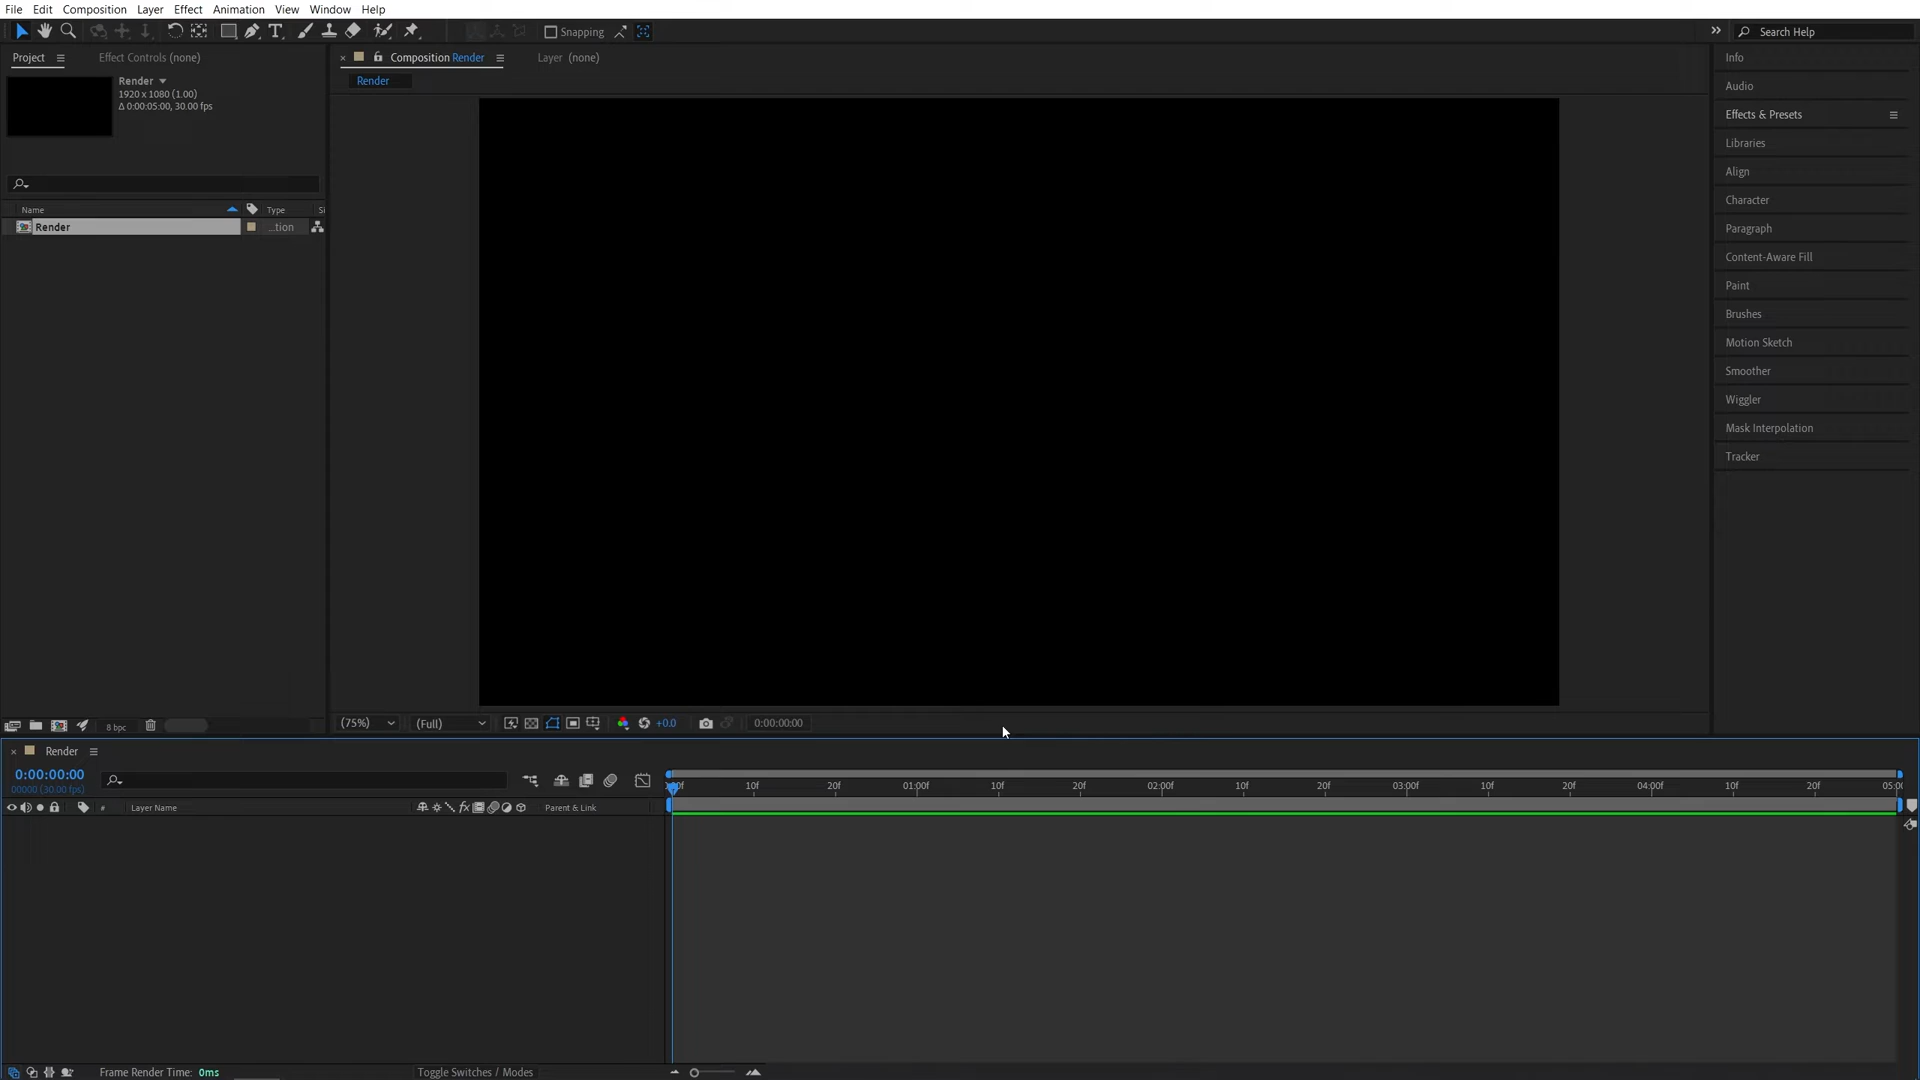 File Edit Composition Layer Effect Animation View Window Help
Snapping
Search Help
Project
Effect Controls (none)
Composition Render
Layer (none)
Render
Render
1920 x 1080 (1.00)
Δ 0:00:05:00, 30.00 fps
Name Type Si
Render ...tion
Info
Audio
Effects & Presets
Libraries
Align
Character
Paragraph
Content-Aware Fill
Paint
Brushes
Motion Sketch
Smoother
Wiggler
Mask Interpolation
Tracker
8 bpc
(75%) (Full) +0.0 0:00:00:00
Render
0:00:00:00
00000 (30.00 fps)
10f 20f 01:00f 10f 20f 02:00f 10f 20f 03:00f 10f 20f 04:00f 10f 20f 05:00
# Layer Name fx Parent & Link
Frame Render Time: 0ms
Toggle Switches / Modes